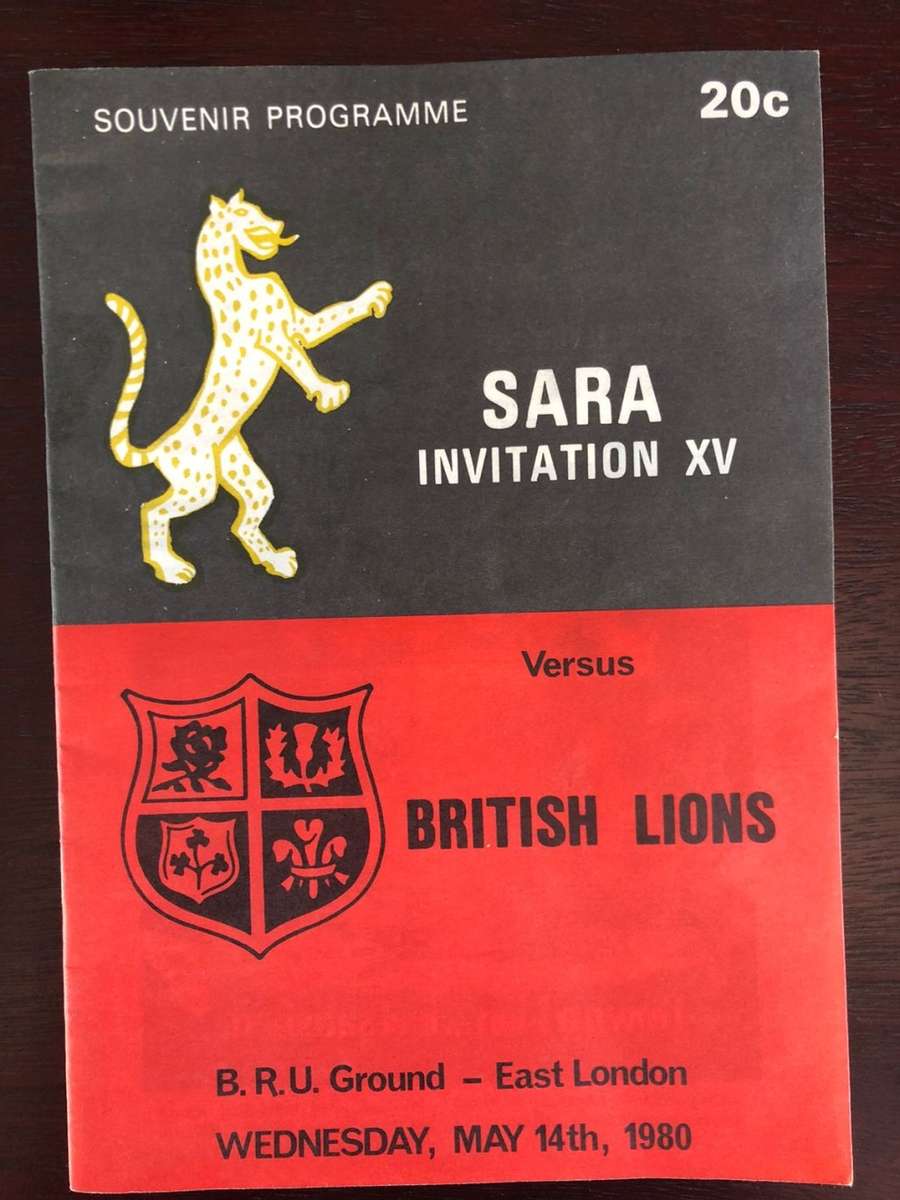 SOUVENIR PROGRAMME
20c
SARA
INVITATION XV
Versus
BRITISH LIONS
B.R.U. Ground – East London
WEDNESDAY, MAY 14th, 1980